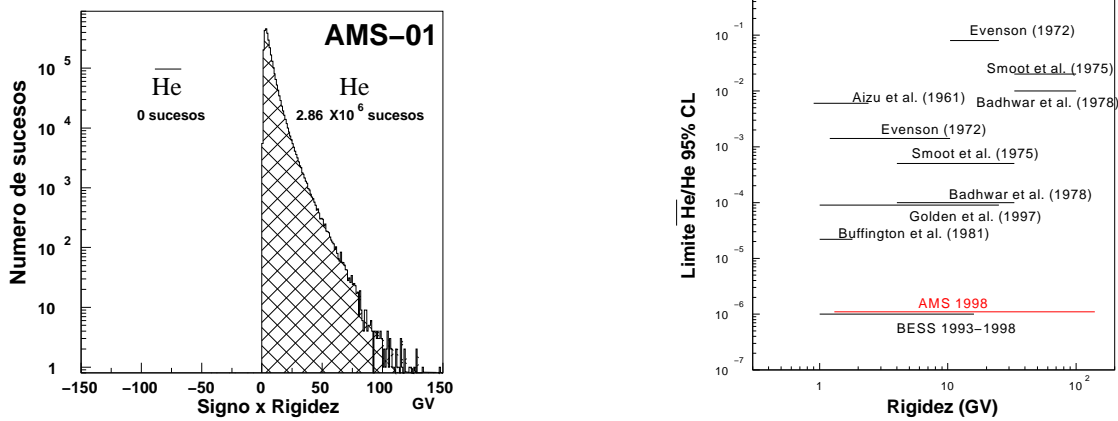 AMS−01
He
He
0 sucesos
2.86 X10 6 sucesos
Numero de sucesos
10 5
10 4
10 3
10 2
10
1
−150
−100
−50
0
50
100
150
Signo x Rigidez
GV
Limite He/He 95% CL
10 −1
10 −2
10 −3
10 −4
10 −5
10 −6
10 −7
Evenson (1972)
Smoot et al. (1975)
Aizu et al. (1961)
Badhwar et al. (1978)
Evenson (1972)
Smoot et al. (1975)
Badhwar et al. (1978)
Golden et al. (1997)
Buffington et al. (1981)
AMS 1998
BESS 1993−1998
1
10
10 2
Rigidez (GV)